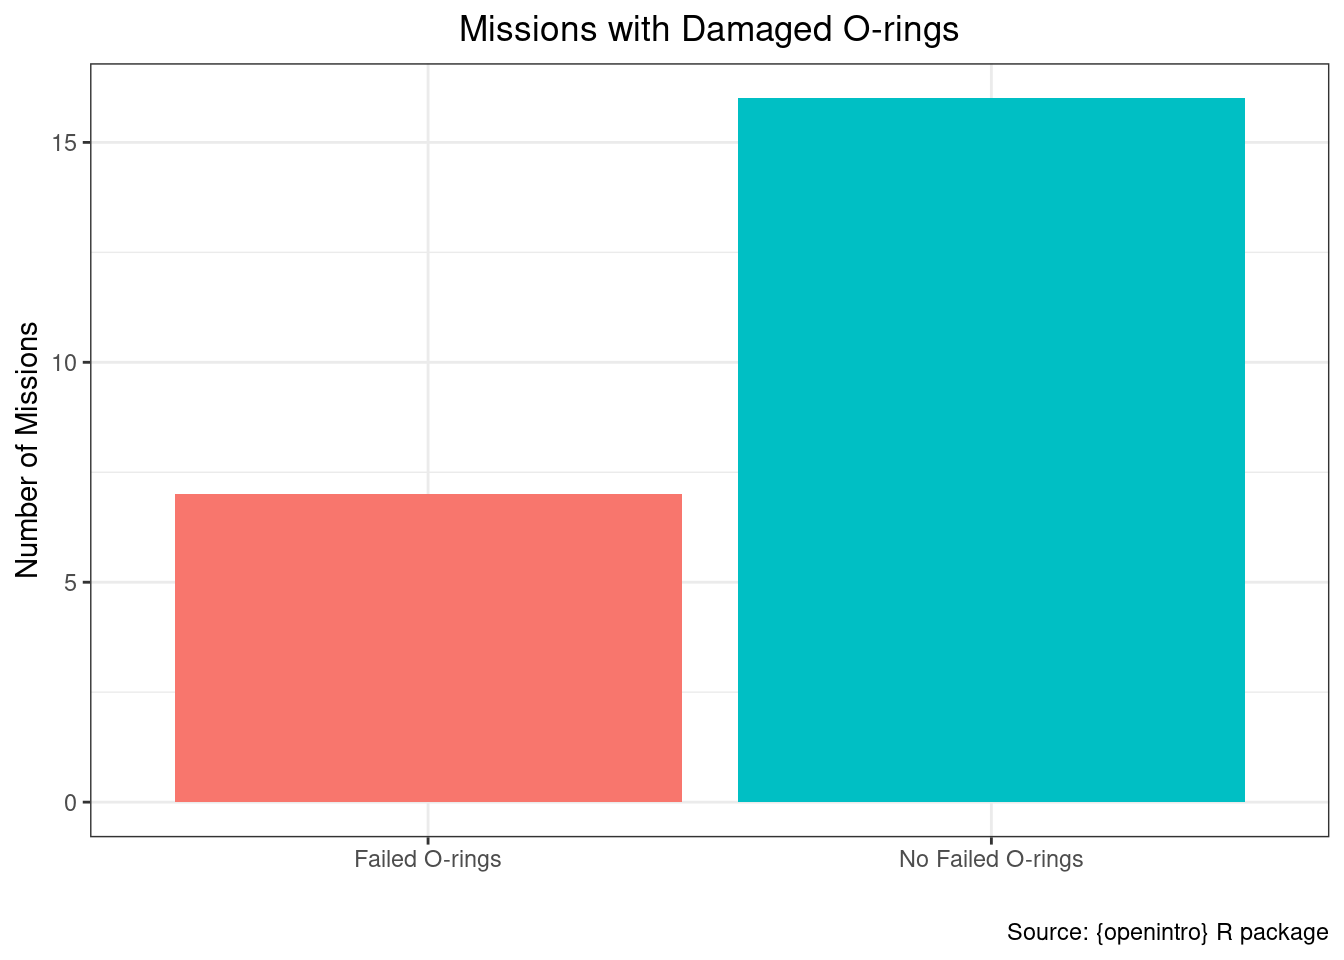 Missions with Damaged O-rings
Number of Missions
15
10
5
0
Failed O-rings
No Failed O-rings
Source: {openintro} R package